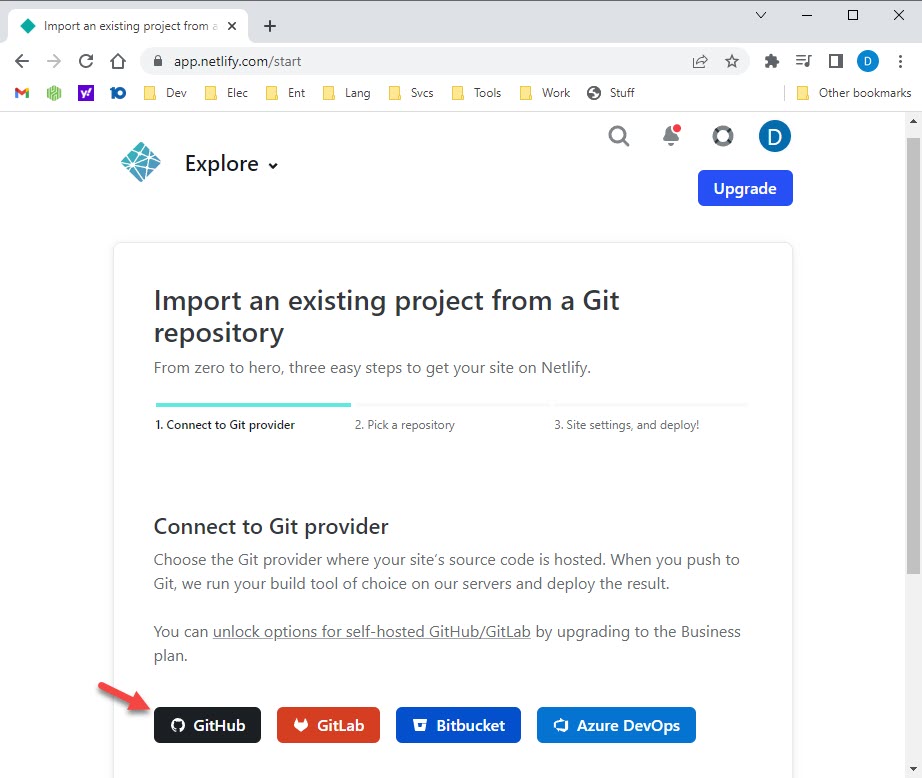 Import an existing project from a
app.netlify.com/start
D
Dev
Elec
Ent
Lang
Svcs
Tools
Work
Stuff
Other bookmarks
Explore
D
Upgrade
Import an existing project from a Git
repository
From zero to hero, three easy steps to get your site on Netlify.
1. Connect to Git provider
2. Pick a repository
3. Site settings, and deploy!
Connect to Git provider
Choose the Git provider where your site's source code is hosted. When you push to
Git, we run your build tool of choice on our servers and deploy the result.
You can unlock options for self-hosted GitHub/GitLab by upgrading to the Business
plan.
GitHub
GitLab
Bitbucket
Azure DevOps